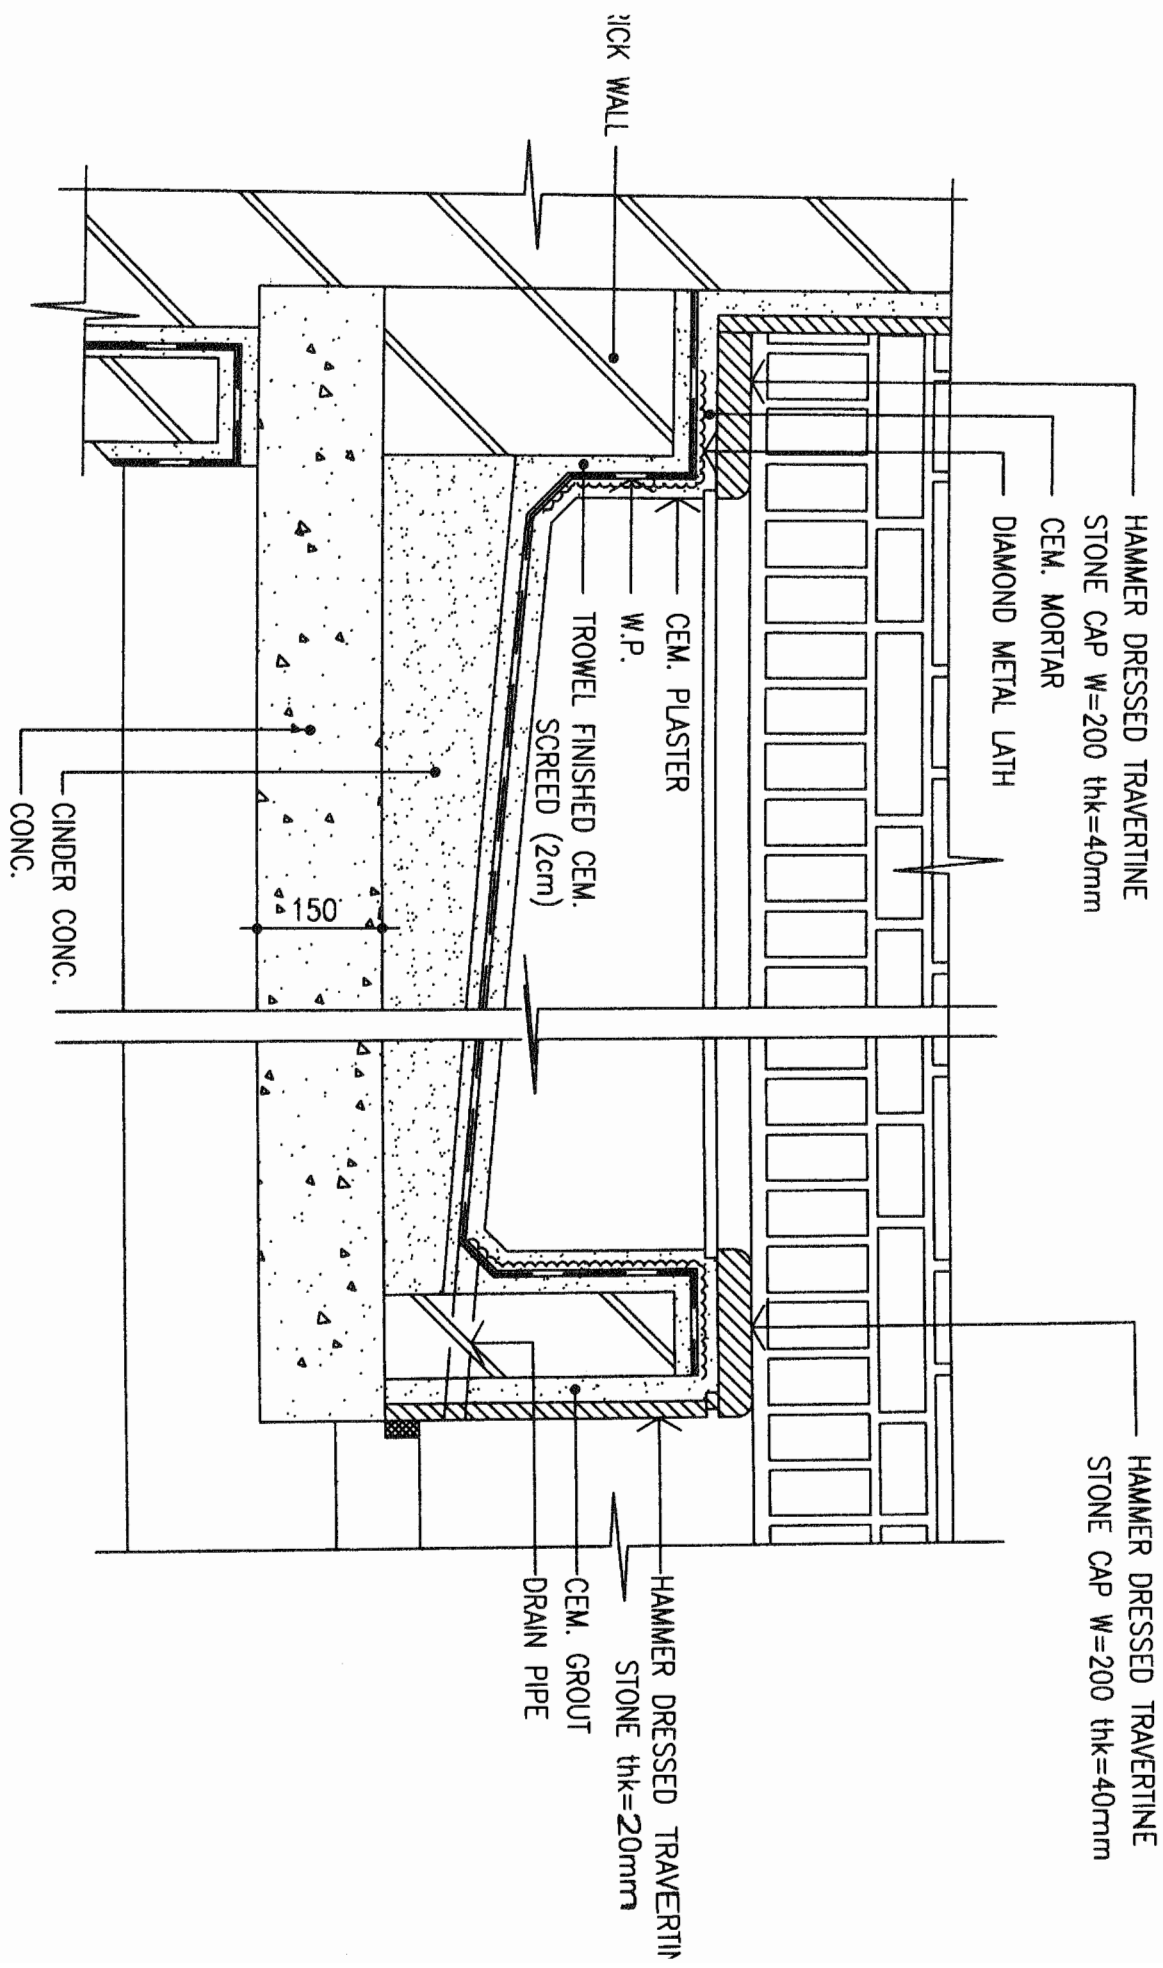 HAMMER DRESSED TRAVERTINE
STONE CAP W=200 thk=40mm
CEM. MORTAR
DIAMOND METAL LATH
HAMMER DRESSED TRAVERTINE
STONE CAP W=200 thk=40mm
RICK WALL
CEM. PLASTER
W.P.
TROWEL FINISHED CEM.
SCREED (2cm)
HAMMER DRESSED TRAVERTIN
STONE thk=20mm
CEM. GROUT
DRAIN PIPE
150
CINDER CONC.
CONC.